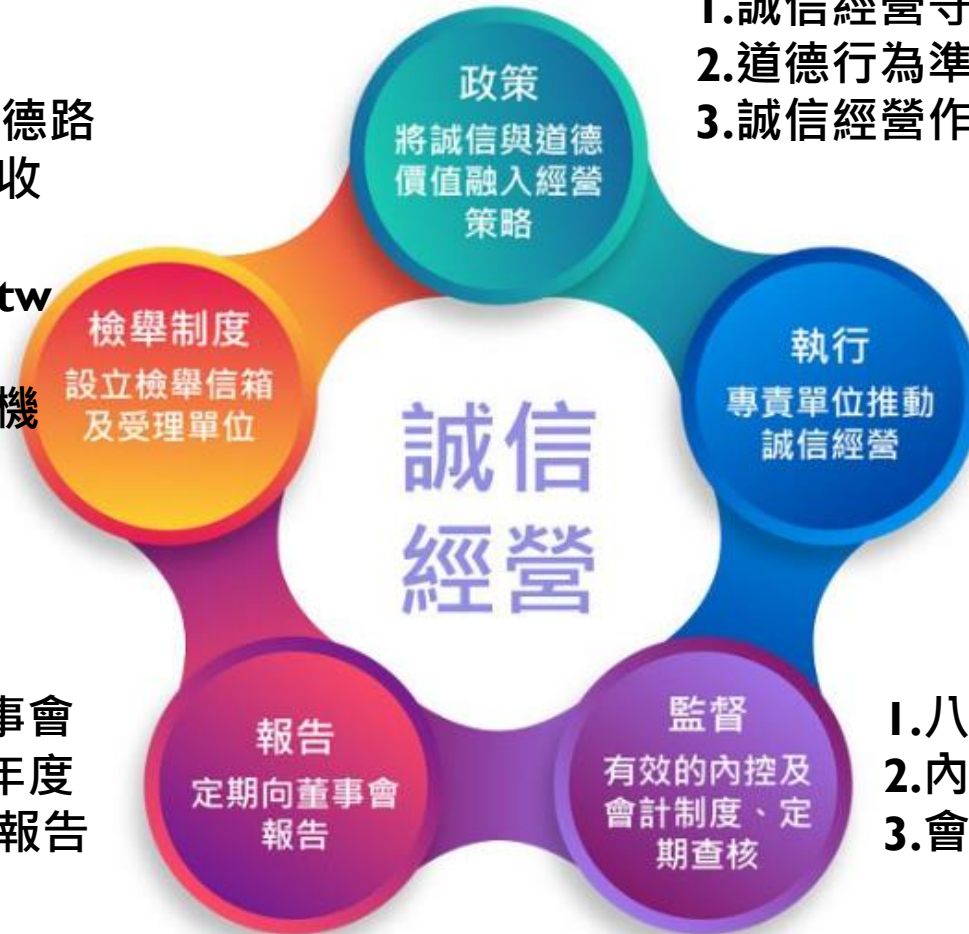 1.誠信經營守
2.道德行為準
3.誠信經營作
德路
收
tw
機
政策
將誠信與道德
價值融入經營
策略
檢舉制度
設立檢舉信箱
及受理單位
執行
專責單位推動
誠信經營
誠信
經營
事會
年度
報告
報告
定期向董事會
報告
監督
有效的內控及
會計制度、定
期查核
1.八
2.內
3.會